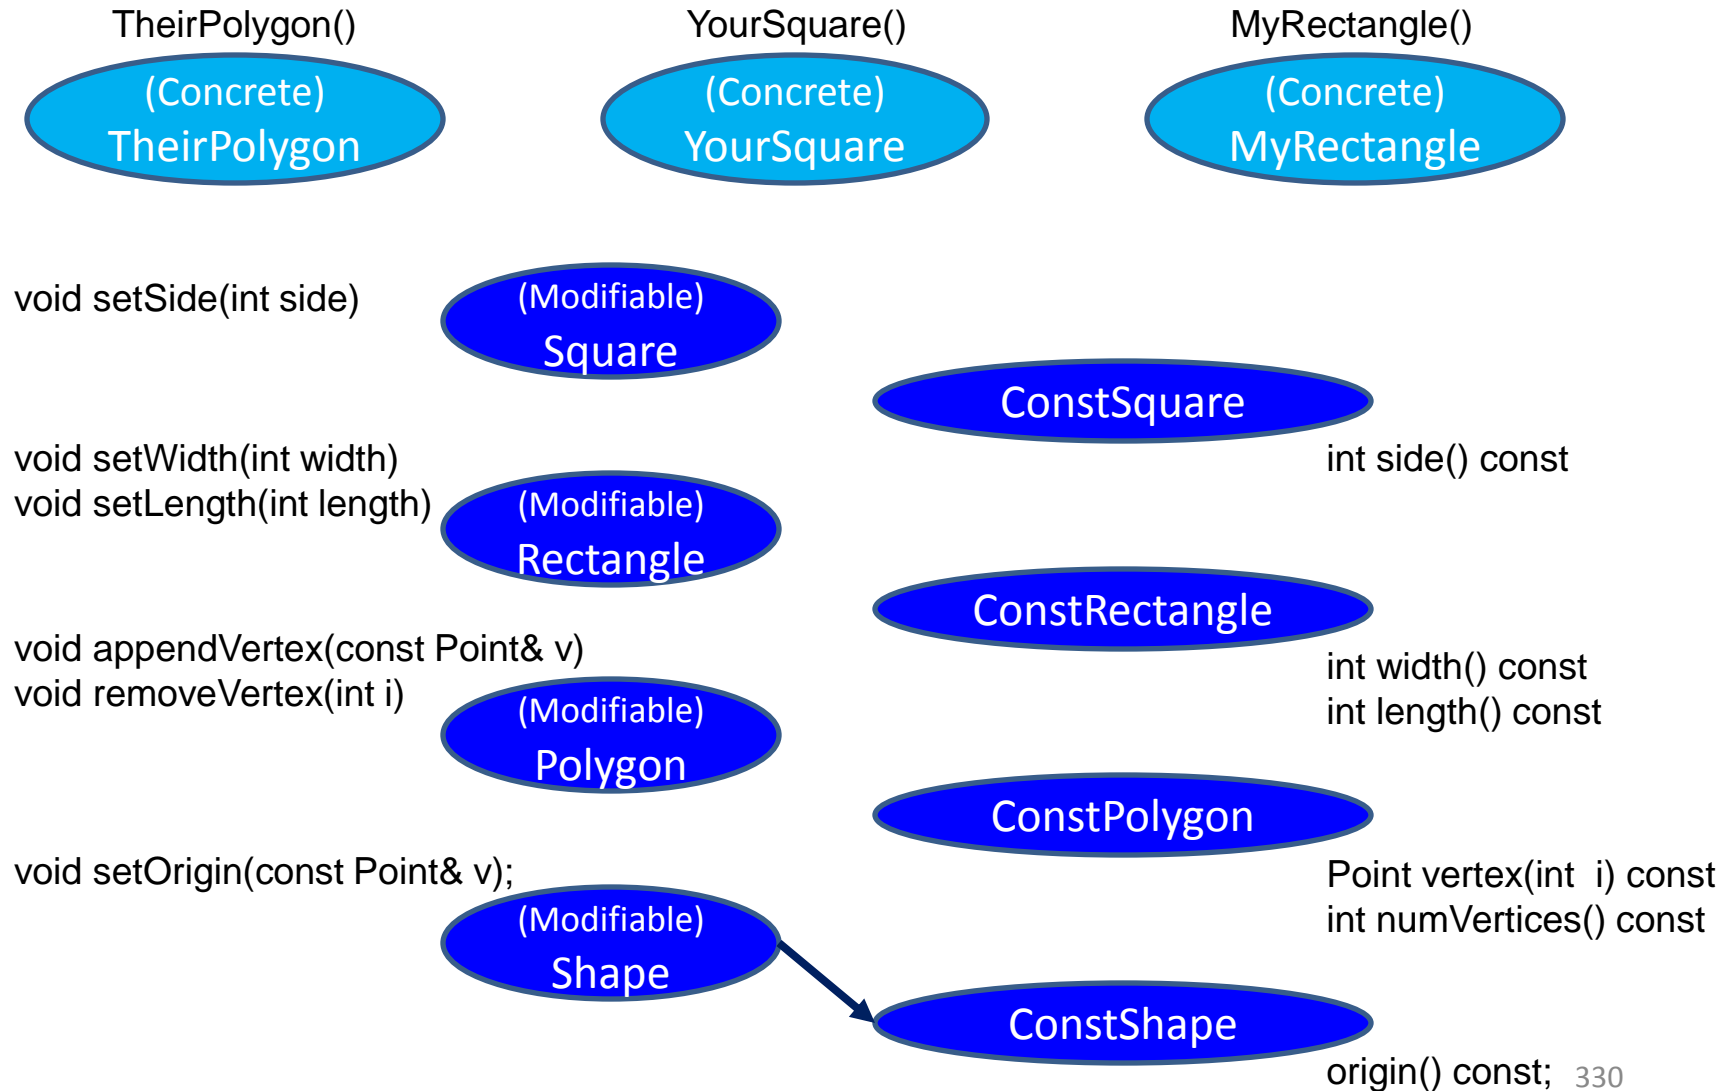 TheirPolygon()
YourSquare()
MyRectangle()
(Concrete)
TheirPolygon
(Concrete)
YourSquare
(Concrete)
MyRectangle
void setSide(int side)
(Modifiable)
Square
ConstSquare
int side() const
void setWidth(int width)
void setLength(int length)
(Modifiable)
Rectangle
ConstRectangle
int width() const
int length() const
void appendVertex(const Point& v)
void removeVertex(int i)
(Modifiable)
Polygon
ConstPolygon
Point vertex(int  i) const
int numVertices() const
void setOrigin(const Point& v);
(Modifiable)
Shape
ConstShape
origin() const;
330